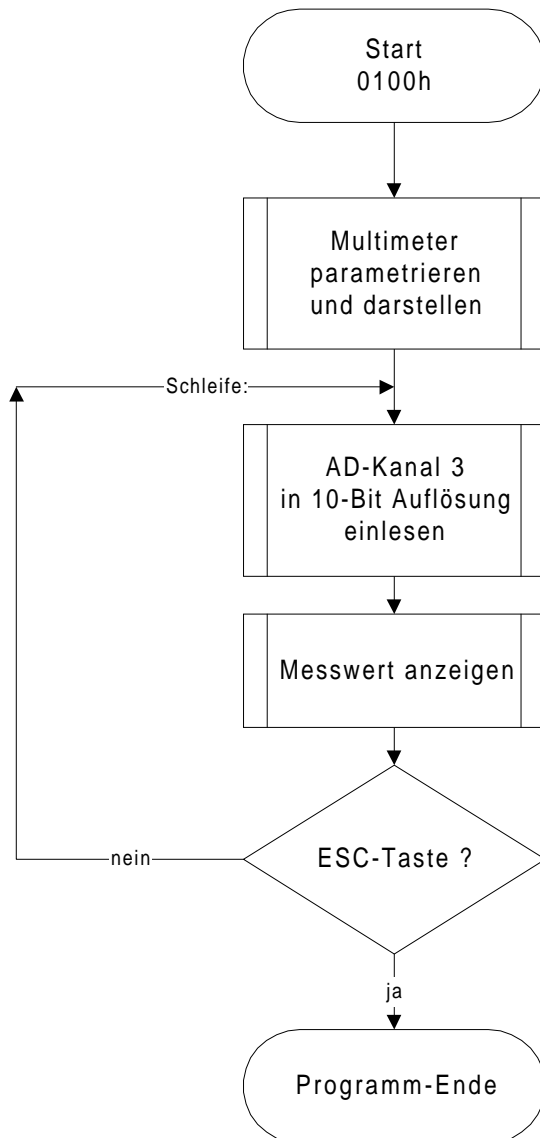 Start
0100h
Multimeter
parametrieren
und darstellen
Schleife:
AD-Kanal 3
in 10-Bit Auflösung
einlesen
Messwert anzeigen
ESC-Taste ?
nein
ja
Programm-Ende